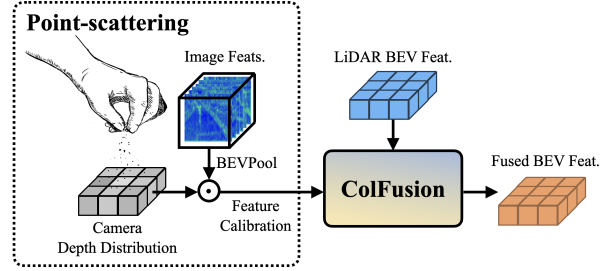 Point-scattering
Image Feats.
LiDAR BEV Feat.
BEVPool
ColFusion
Fused BEV Feat.
Feature
Calibration
Camera
Depth Distribution